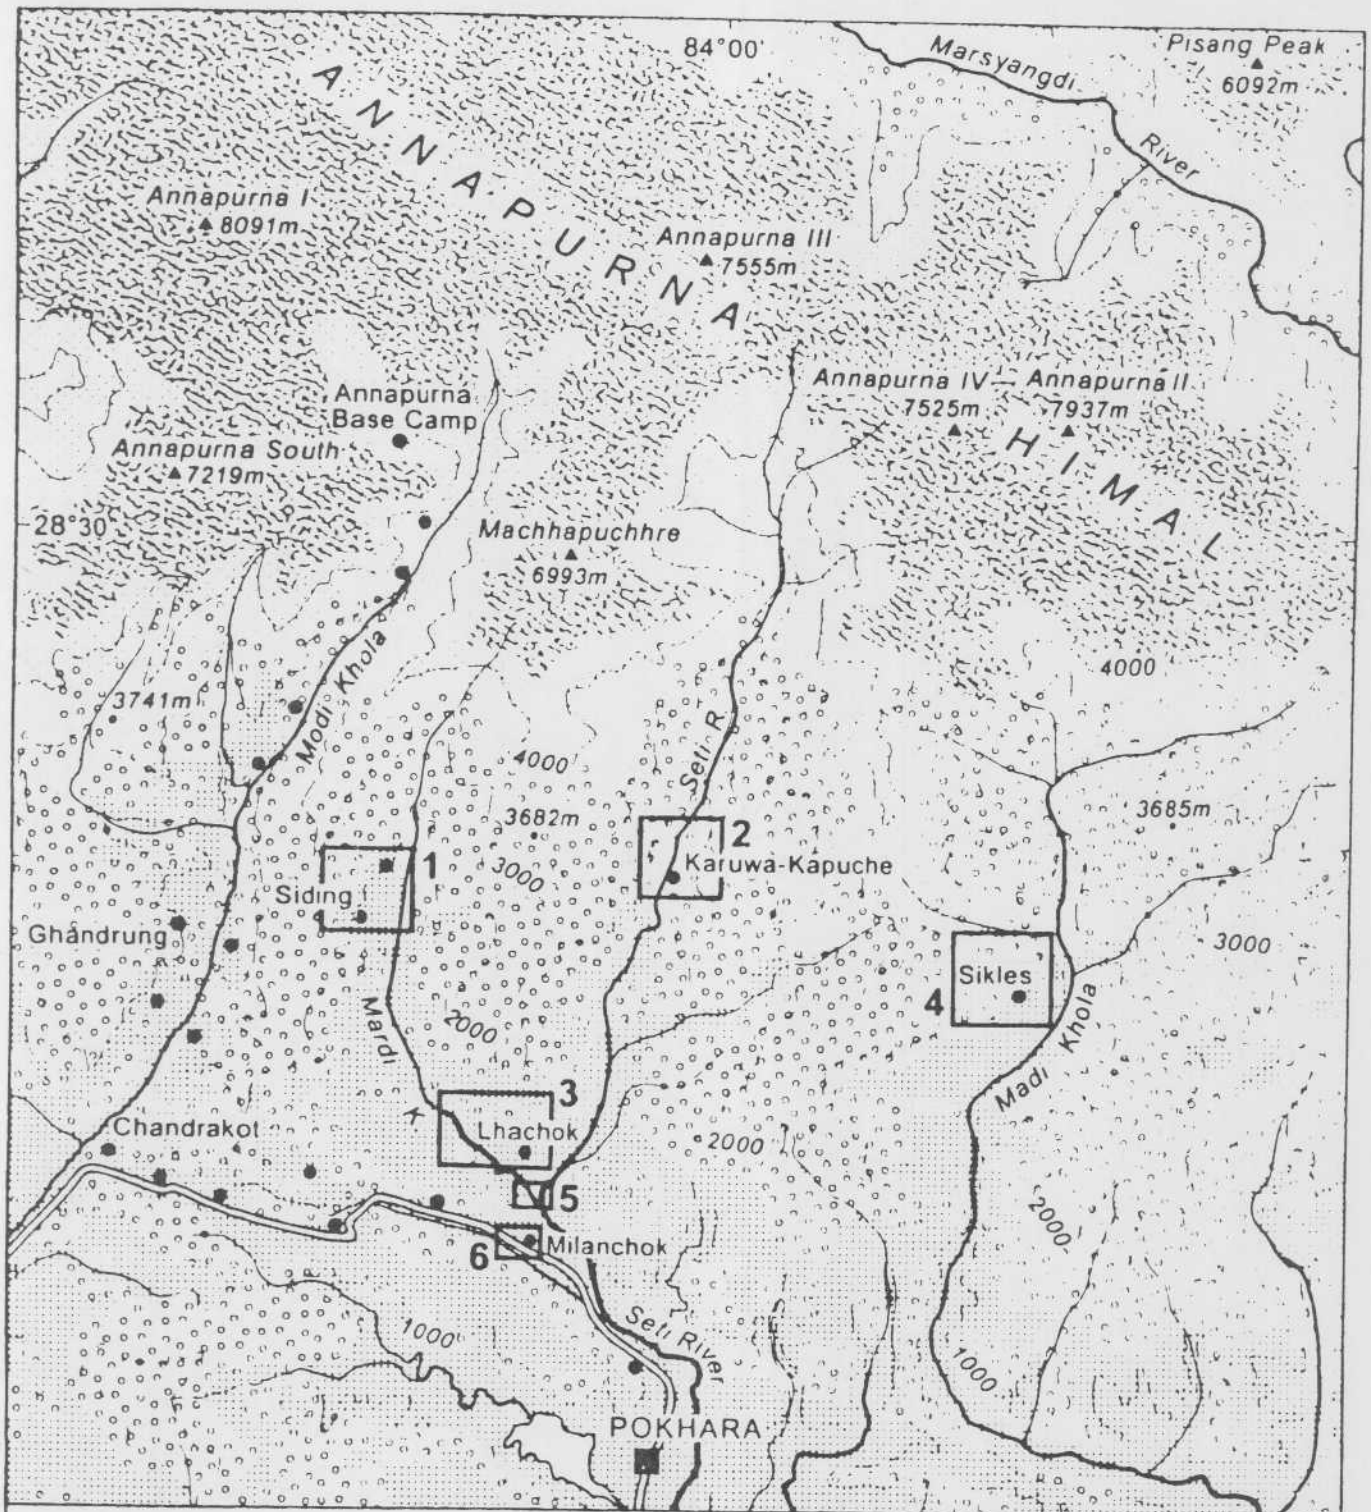 84°00'
Marsyangdi
River
Pisang Peak
6092m
ANNAPURNA
HIMAL
Annapurna I
8091m
Annapurna III
7555m
Annapurna IV
7525m
Annapurna II
7937m
Annapurna
Base Camp
Annapurna South
7219m
28°30'
Machhapuchhre
6993m
Modi Khola
3741m
4000
4000
Seti R.
3682m
3685m
2
Karuwa-Kapuche
1
3000
Siding
Ghandrung
3000
Sikles
4
Mardi
K
2000
Madi
Khola
3
Lhachok
Chandrakot
2000
5
2000
6
Milanchok
Seti River
1000
1000
POKHARA